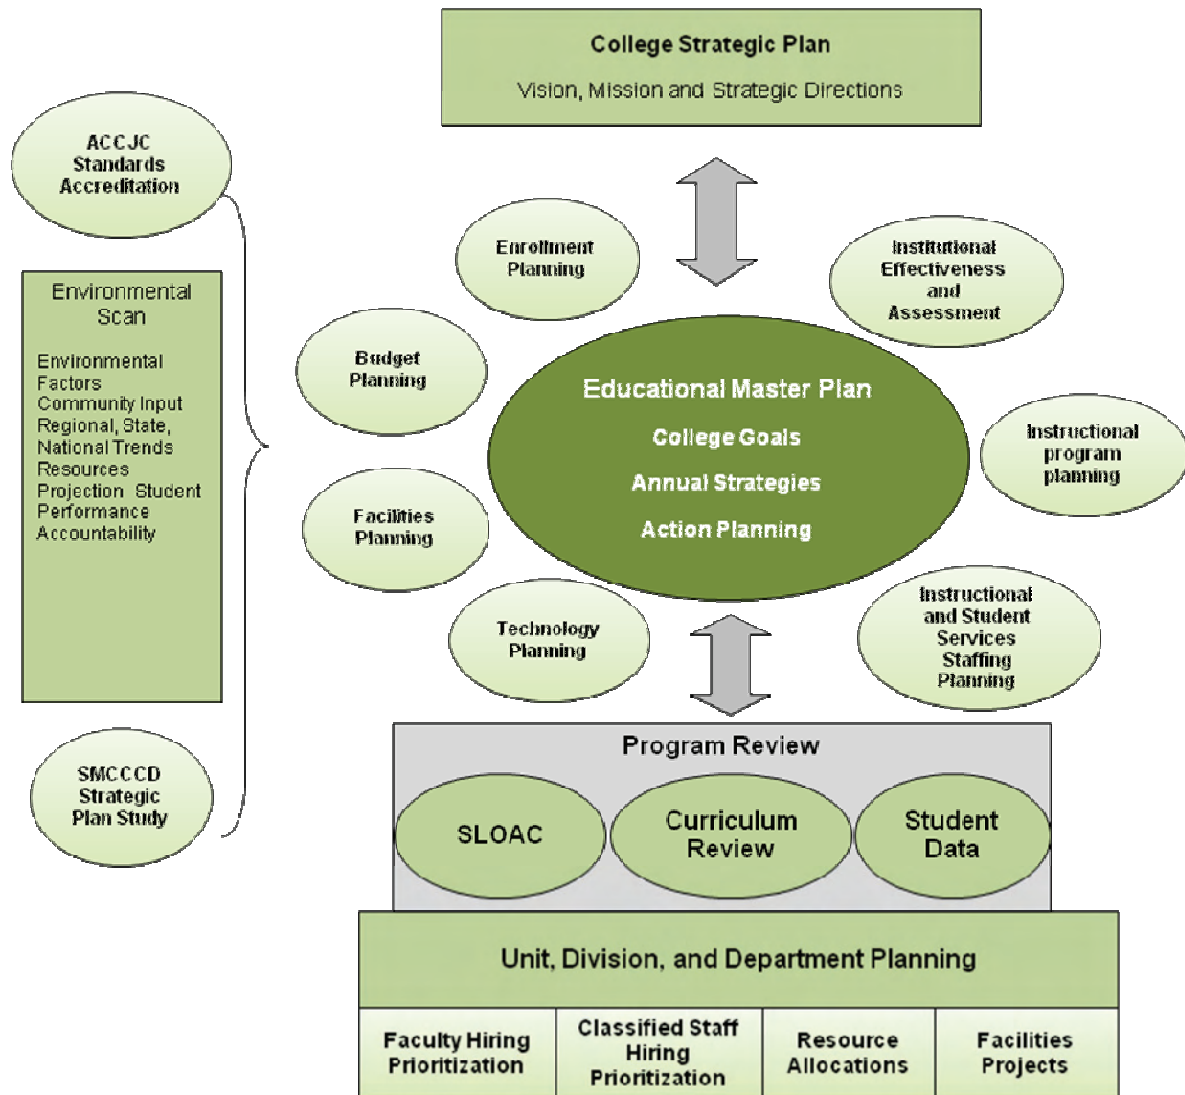 College Strategic Plan
Vision, Mission and Strategic Directions
ACCJC
Standards
Accreditation
Environmental
Scan
Environmental
Factors
Community Input
Regional, State,
National Trends
Resources
Projection Student
Performance
Accountability
SMCCCD
Strategic
Plan Study
Enrollment
Planning
Institutional
Effectiveness
and
Assessment
Budget
Planning
Educational Master Plan
College Goals
Annual Strategies
Action Planning
Instructional
program
planning
Facilities
Planning
Technology
Planning
Instructional
and Student
Services
Staffing
Planning
Program Review
SLOAC
Curriculum
Review
Student
Data
Unit, Division, and Department Planning
Faculty Hiring
Prioritization
Classified Staff
Hiring
Prioritization
Resource
Allocations
Facilities
Projects